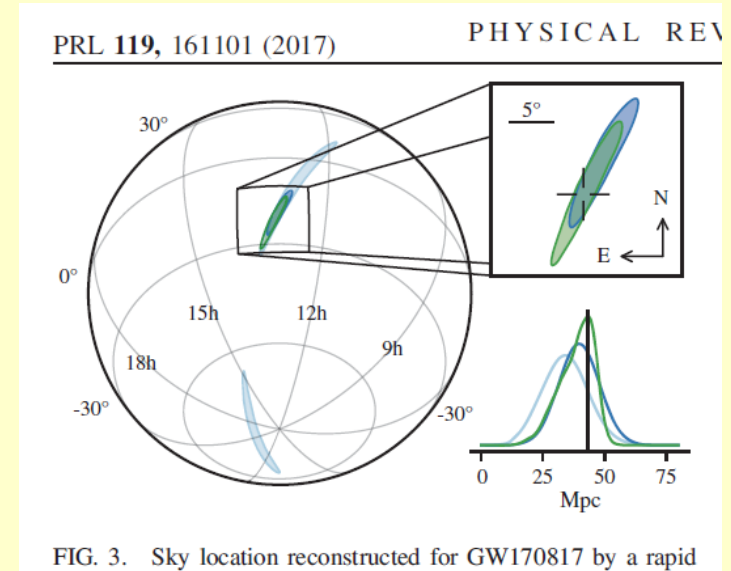 PHYSICAL REV
PRL 119, 161101 (2017)
30°
5°
N
E
0°
15h
12h
9h
18h
-30°
-30°
0 25 50 75
Mpc
FIG. 3. Sky location reconstructed for GW170817 by a rapid